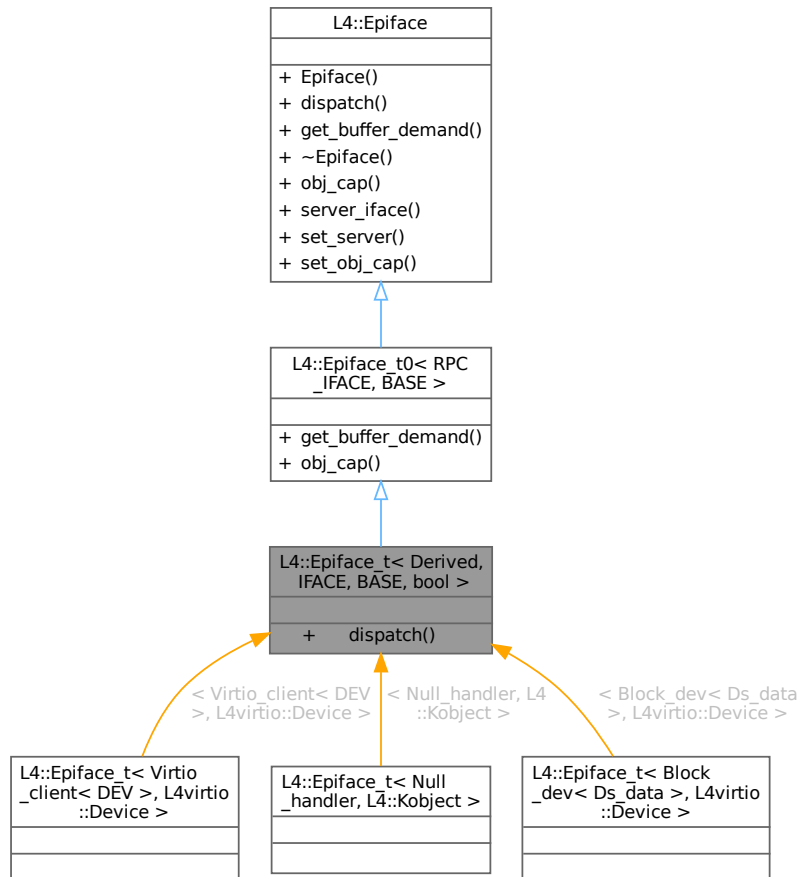 L4::Epiface
+ Epiface()
+ dispatch()
+ get_buffer_demand()
+ ~Epiface()
+ obj_cap()
+ server_iface()
+ set_server()
+ set_obj_cap()
L4::Epiface_t0< RPC
_IFACE, BASE >
+ get_buffer_demand()
+ obj_cap()
L4::Epiface_t< Derived,
IFACE, BASE, bool >
+ dispatch()
< Virtio_client< DEV
>, L4virtio::Device >
< Null_handler, L4
::Kobject >
< Block_dev< Ds_data
>, L4virtio::Device >
L4::Epiface_t< Virtio
_client< DEV >, L4virtio
::Device >
L4::Epiface_t< Null
_handler, L4::Kobject >
L4::Epiface_t< Block
_dev< Ds_data >, L4virtio
::Device >